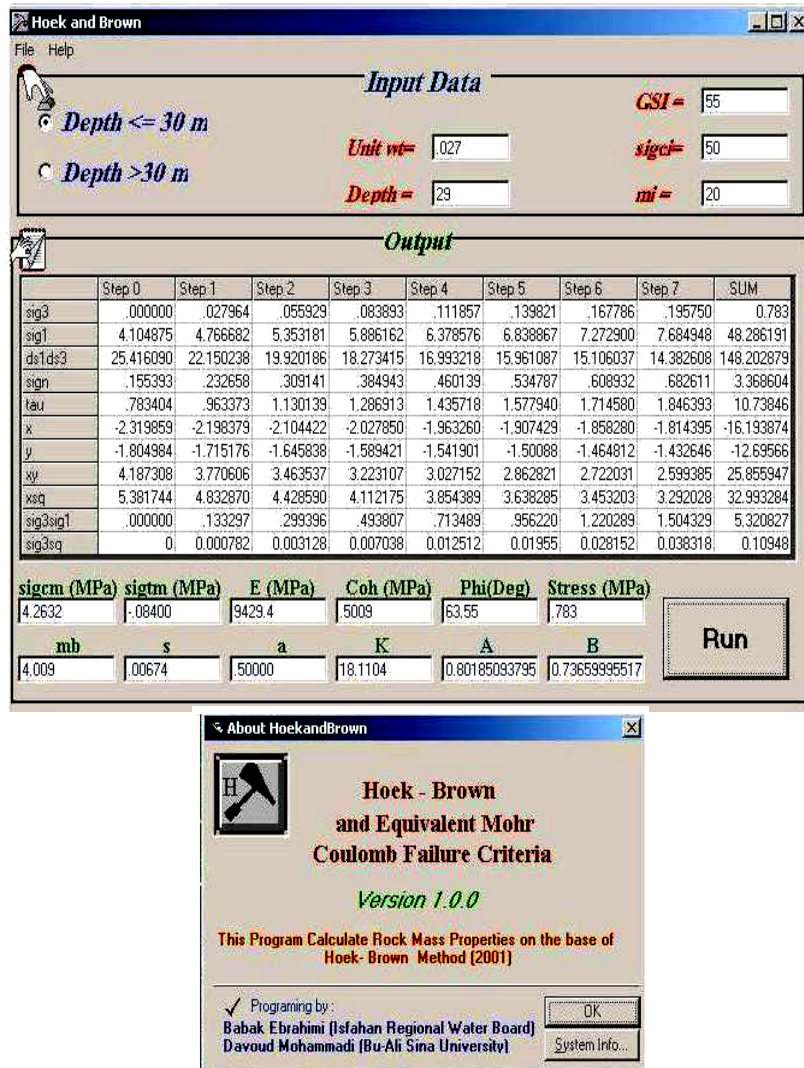 Hoek and Brown
File Help
Input Data
Depth <= 30 m
Depth >30 m
Unit wt= .027
Depth = 29
GSI = 55
sigci= 50
mi = 20
Output
Step 0 Step 1 Step 2 Step 3 Step 4 Step 5 Step 6 Step 7 SUM
sig3 .000000 .027964 .055929 .083893 .111857 .139821 .167786 .195750 0.783
sig1 4.104875 4.766682 5.353181 5.886162 6.378576 6.838867 7.272900 7.684948 48.286191
ds1ds3 25.416090 22.150238 19.920186 18.273415 16.993218 15.961087 15.106037 14.382608 148.202879
sign .155393 .232658 .309141 .384943 .460139 .534787 .608932 .682611 3.368604
tau .783404 .963373 1.130139 1.286913 1.435718 1.577940 1.714580 1.846393 10.73846
x -2.319859 -2.198379 -2.104422 -2.027850 -1.963260 -1.907429 -1.858280 -1.814395 -16.193874
y -1.804984 -1.715176 -1.645838 -1.589421 -1.541901 -1.50088 -1.464812 -1.432646 -12.69566
xy 4.187308 3.770606 3.463537 3.223107 3.027152 2.862821 2.722031 2.599385 25.855947
xsq 5.381744 4.832870 4.428590 4.112175 3.854389 3.638285 3.453203 3.292028 32.993284
sig3sig1 .000000 .133297 .299396 .493807 .713489 .956220 1.220289 1.504329 5.320827
sig3sq 0 0.000782 0.003128 0.007038 0.012512 0.01955 0.028152 0.038318 0.10948
sigcm (MPa) sigtm (MPa) E (MPa) Coh (MPa) Phi(Deg) Stress (MPa)
4.2632 -.08400 9429.4 .5009 63.55 .783
mb s a K A B
4.009 .00674 .50000 18.1104 0.80185093795 0.73659995517
Run
About HoekandBrown
H
Hoek - Brown
and Equivalent Mohr
Coulomb Failure Criteria
Version 1.0.0
This Program Calculate Rock Mass Properties on the base of
Hoek- Brown Method (2001)
Programing by :
Babak Ebrahimi (Isfahan Regional Water Board)
Davoud Mohammadi (Bu-Ali Sina University)
OK
System Info...